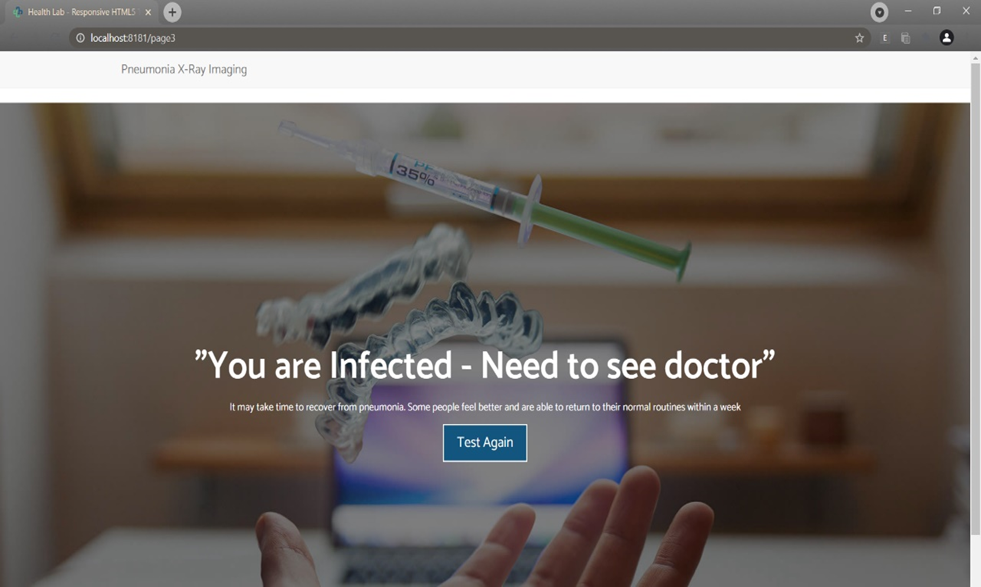 Health Lab - Responsive HTML5
localhost:8181/page3
E
Pneumonia X-Ray Imaging
35%
"You are Infected - Need to see doctor"
It may take time to recover from pneumonia. Some people feel better and are able to return to their normal routines within a week
Test Again